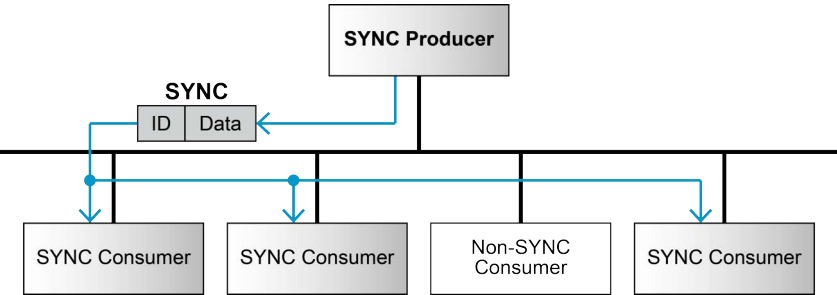 SYNC Producer
SYNC
ID
Data
SYNC Consumer
SYNC Consumer
Non-SYNC
Consumer
SYNC Consumer